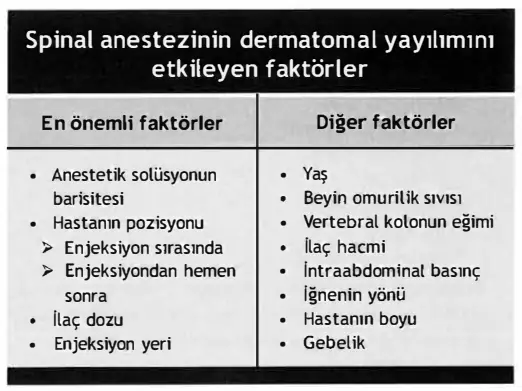 Spinal anestezinin dermatomal yayılımını
etkileyen faktörler
En önemli faktörler
• Anestetik solüsyonun
barisitesi
• Hastanın pozisyonu
➢ Enjeksiyon sırasında
➢ Enjeksiyondan hemen
sonra
• İlaç dozu
• Enjeksiyon yeri
Diğer faktörler
• Yaş
• Beyin omurilik sıvısı
• Vertebral kolonun eğimi
• İlaç hacmi
• İntraabdominal basınç
• İğnenin yönü
• Hastanın boyu
• Gebelik